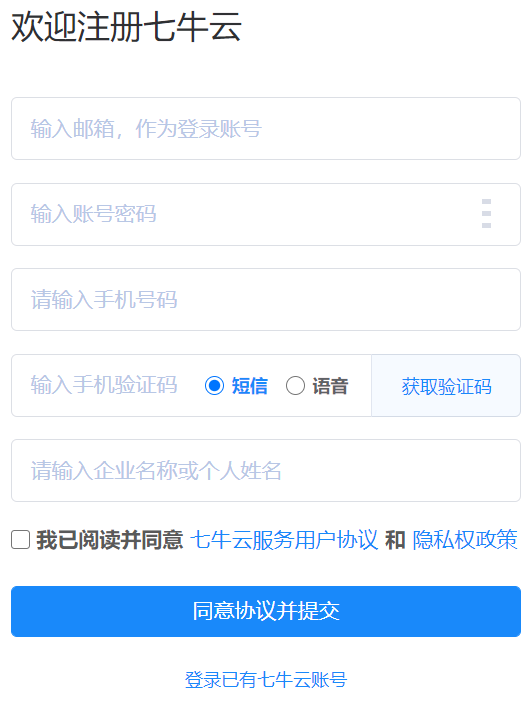 欢迎注册七牛云
输入邮箱，作为登录账号
输入账号密码
请输入手机号码
输入手机验证码 短信 语音 获取验证码
请输入企业名称或个人姓名
我已阅读并同意 七牛云服务用户协议 和 隐私权政策
同意协议并提交
登录已有七牛云账号